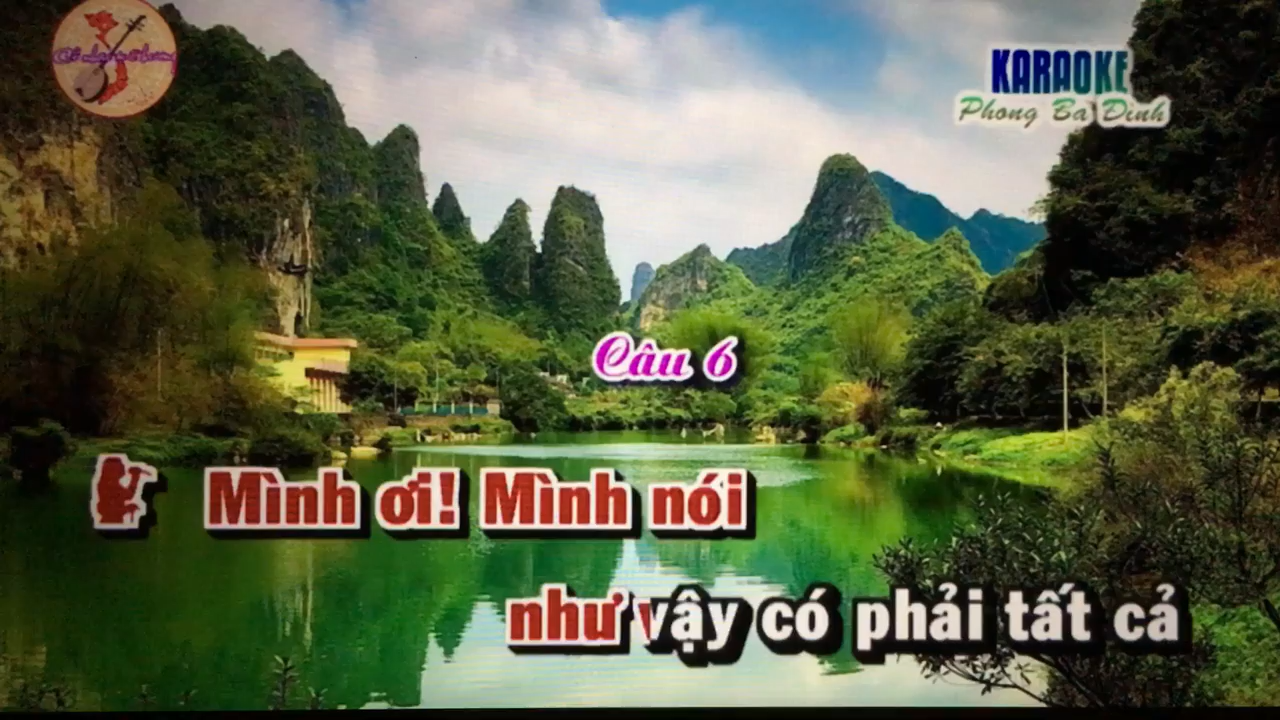 KARAOKE
Phong Ba Dinh
Câu 6
Mình ơi! Mình nói
như vậy có phải tất cả